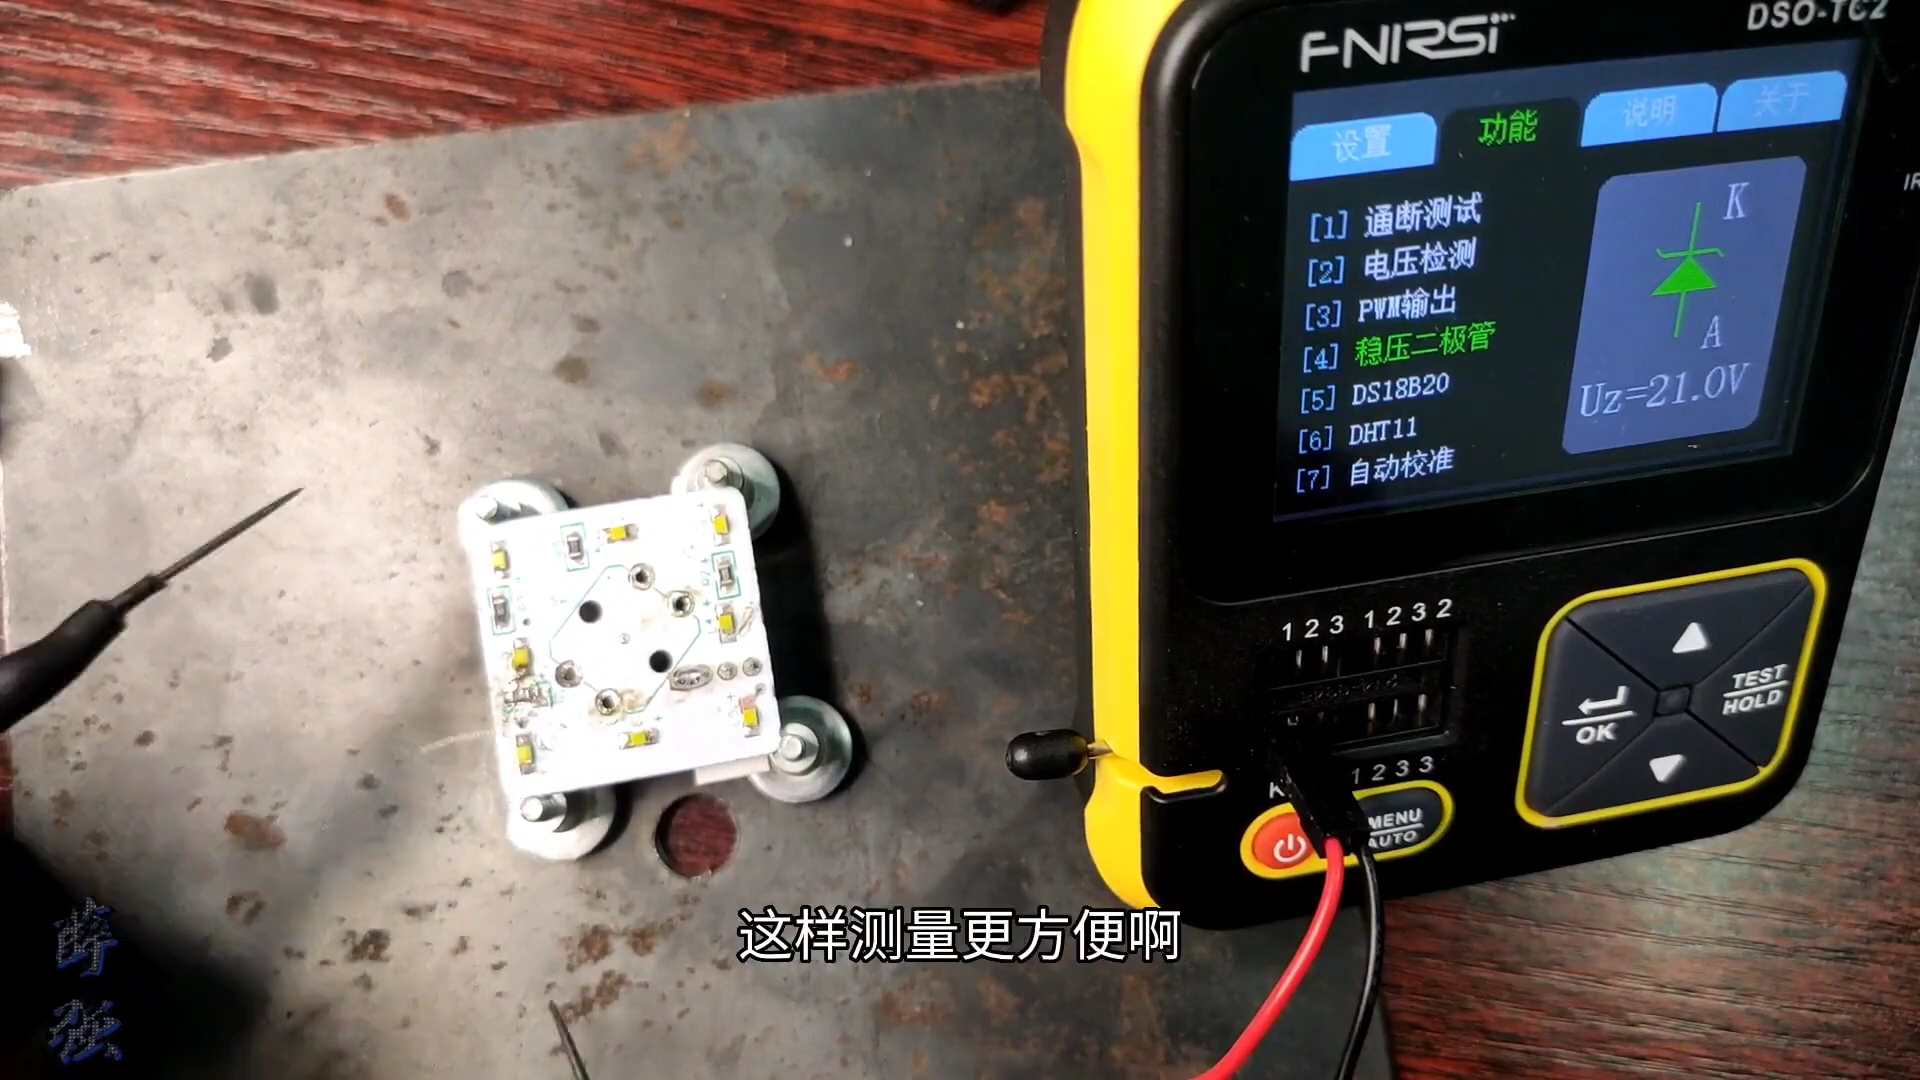 FNIRSI
DSO-TC2
设置
功能
说明
关于
[1] 通断测试
[2] 电压检测
[3] PWM输出
[4] 稳压二极管
[5] DS18B20
[6] DHT11
[7] 自动校准
K
A
Uz=21.0V
IR
1 2 3 1 2 3 2
1 2 3 3
K
MENU
AUTO
OK
TEST
HOLD
这样测量更方便啊
薛
强